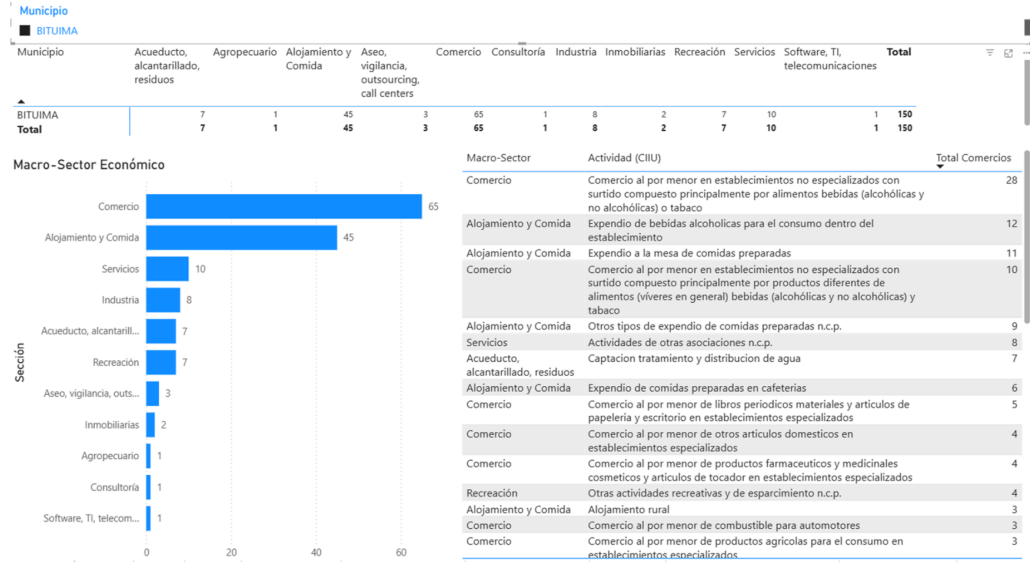 Municipio
BITUIMA
Municipio Acueducto, Agropecuario Alojamiento y Aseo, Comercio Consultoría Industria Inmobiliarias Recreación Servicios Software, TI, Total
alcantarillado, Comida vigilancia, telecomunicaciones
residuos outsourcing,
call centers
BITUIMA 7 1 45 3 65 1 8 2 7 10 1 150
Total 7 1 45 3 65 1 8 2 7 10 1 150
Macro-Sector Económico
Sección
Comercio 65
Alojamiento y Comida 45
Servicios 10
Industria 8
Acueducto, alcantarill... 7
Recreación 7
Aseo, vigilancia, outs... 3
Inmobiliarias 2
Agropecuario 1
Consultoría 1
Software, TI, telecom... 1
0 20 40 60
Macro-Sector Actividad (CIIU) Total Comercios
Comercio Comercio al por menor en establecimientos no especializados con 28
surtido compuesto principalmente por alimentos bebidas (alcohólicas y
no alcohólicas) o tabaco
Alojamiento y Comida Expendio de bebidas alcoholicas para el consumo dentro del 12
establecimiento
Alojamiento y Comida Expendio a la mesa de comidas preparadas 11
Comercio Comercio al por menor en establecimientos no especializados con 10
surtido compuesto principalmente por productos diferentes de
alimentos (víveres en general) bebidas (alcohólicas y no alcohólicas) y
tabaco
Alojamiento y Comida Otros tipos de expendio de comidas preparadas n.c.p. 9
Servicios Actividades de otras asociaciones n.c.p. 8
Acueducto, Captacion tratamiento y distribucion de agua 7
alcantarillado, residuos
Alojamiento y Comida Expendio de comidas preparadas en cafeterias 6
Comercio Comercio al por menor de libros periodicos materiales y articulos de 5
papeleria y escritorio en establecimientos especializados
Comercio Comercio al por menor de otros articulos domesticos en 4
establecimientos especializados
Comercio Comercio al por menor de productos farmaceuticos y medicinales 4
cosmeticos y articulos de tocador en establecimientos especializados
Recreación Otras actividades recreativas y de esparcimiento n.c.p. 4
Alojamiento y Comida Alojamiento rural 3
Comercio Comercio al por menor de combustible para automotores 3
Comercio Comercio al por menor de productos agricolas para el consumo en 3
establecimientos especializados